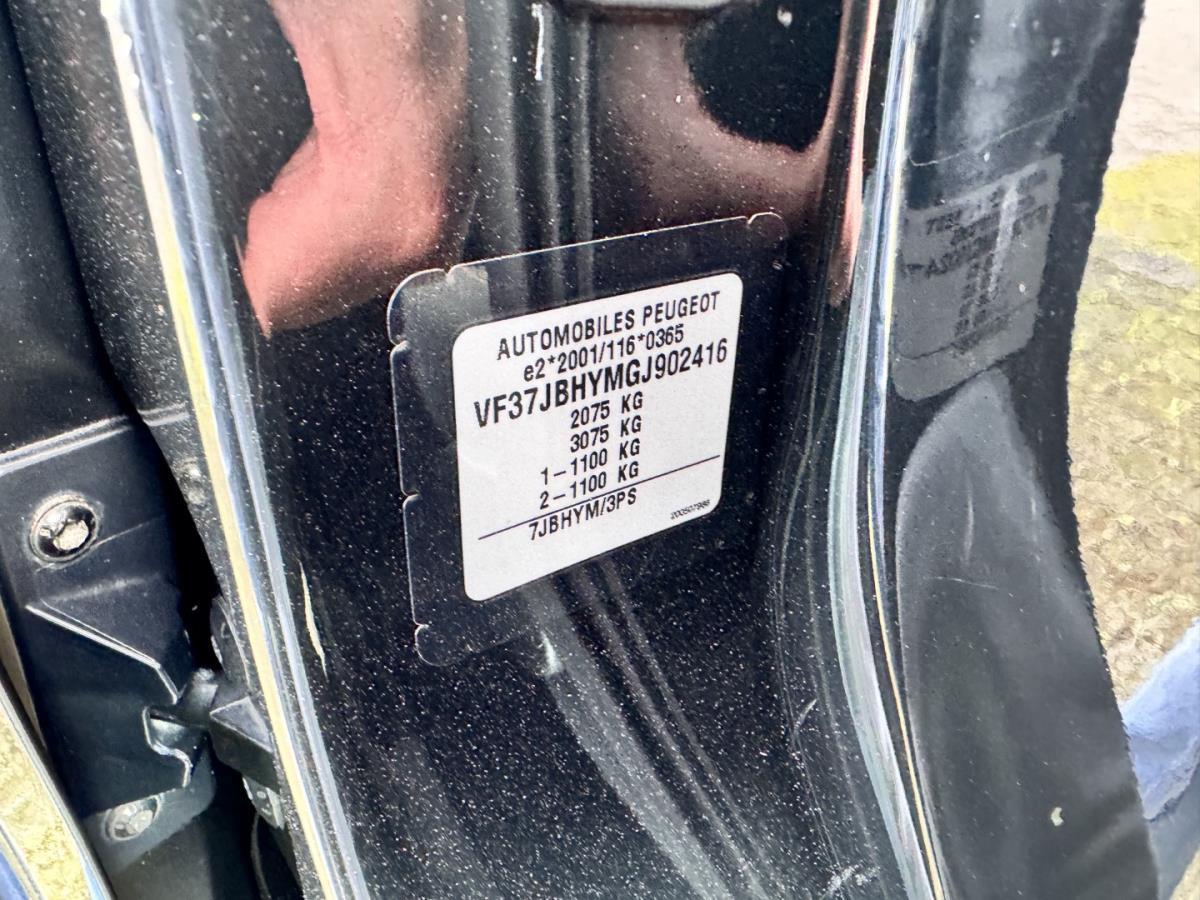 AUTOMOBILES PEUGEOT
e2*2001/116*0365
VF37JBHYMGJ902416
2075 KG
3075 KG
1-1100 KG
2-1100 KG
7JBHYM/3PS
200507986